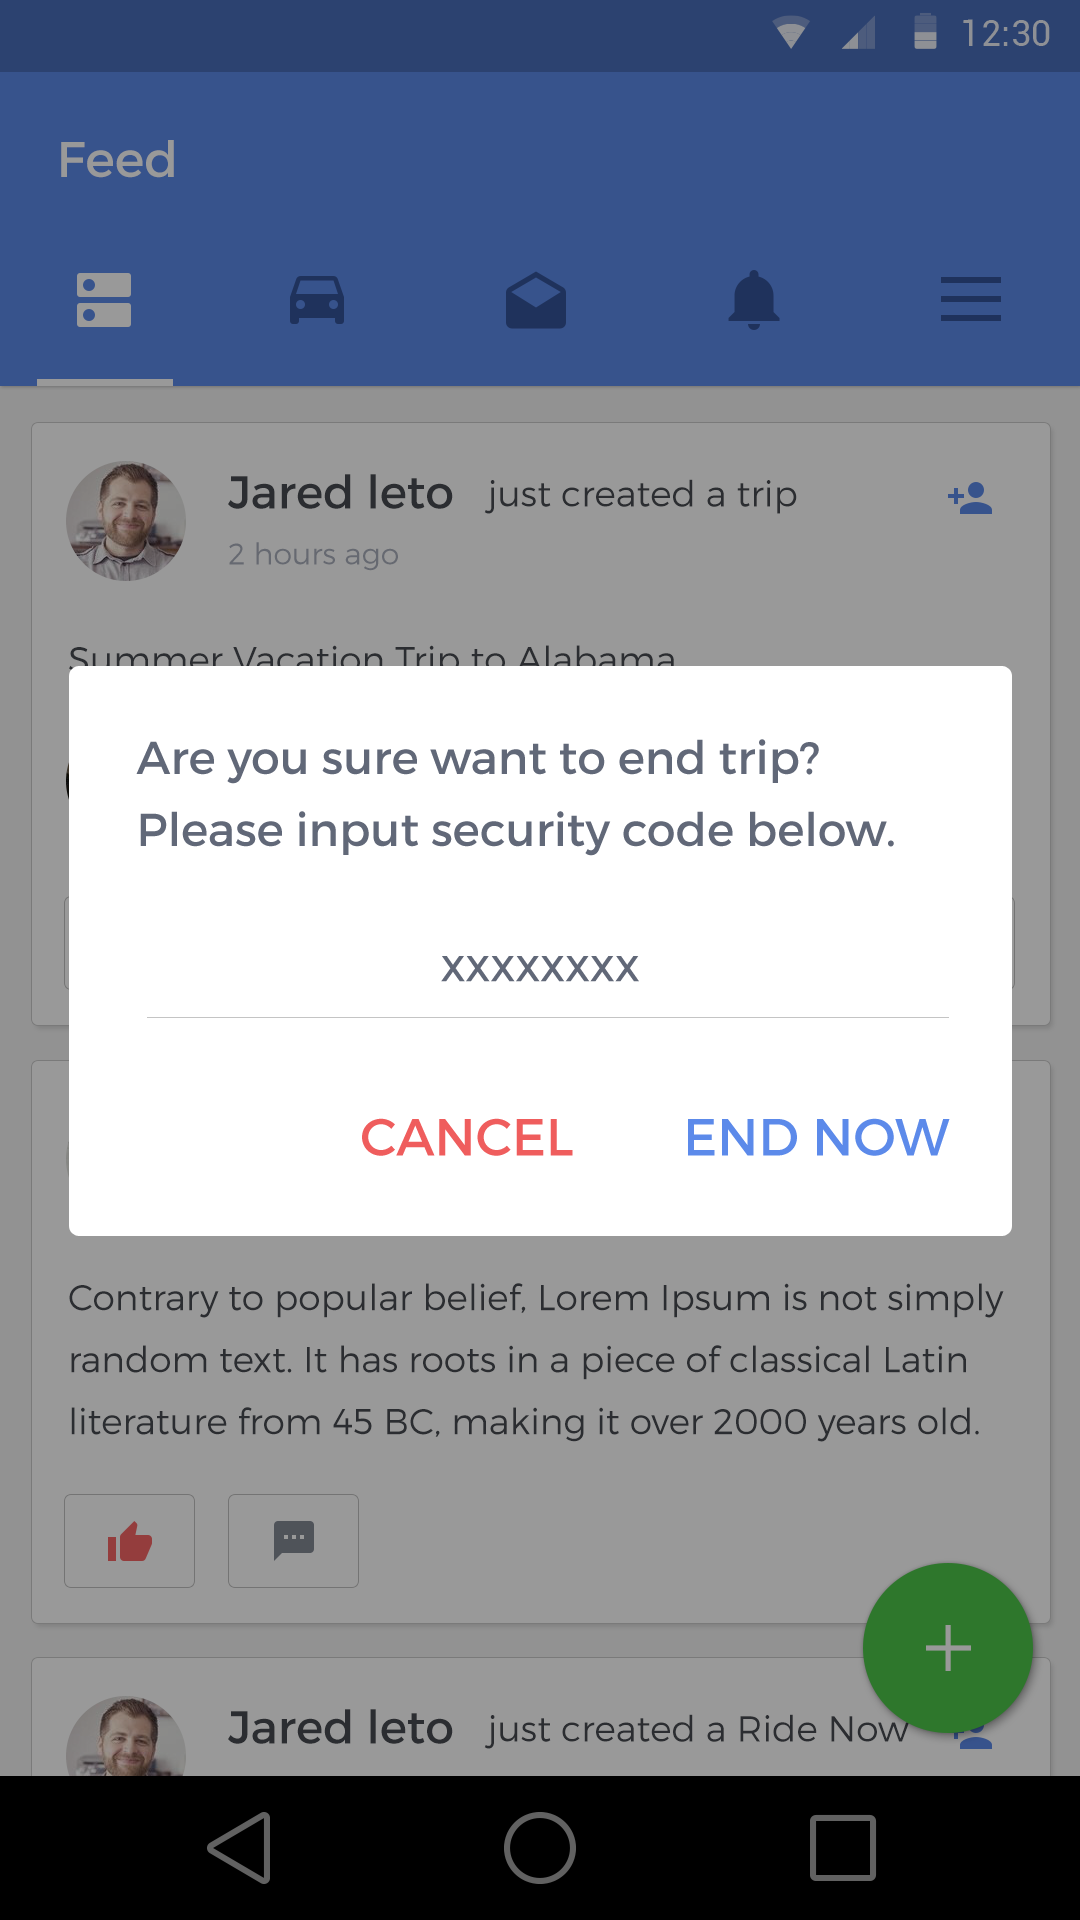 12:30
Feed
Jared leto just created a trip
2 hours ago
Summer Vacation Trip to Alabama
Are you sure want to end trip?
Please input security code below.
xxxxxxxx
CANCEL END NOW
Contrary to popular belief, Lorem Ipsum is not simply
random text. It has roots in a piece of classical Latin
literature from 45 BC, making it over 2000 years old.
Jared leto just created a Ride Now